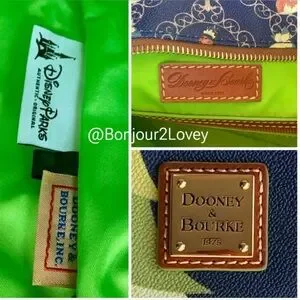 Disney Parks
AUTHENTIC ORIGINAL
DOONEY
&
BOURKE, INC.
Dooney & Bourke
@Bonjour2Lovey
DOONEY
&
BOURKE
1975